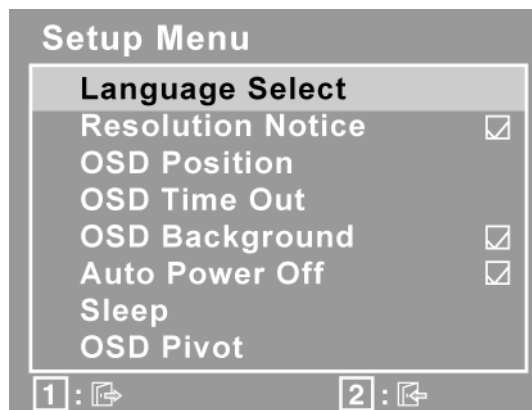 Setup Menu
Language Select
Resolution Notice
OSD Position
OSD Time Out
OSD Background
Auto Power Off
Sleep
OSD Pivot
1 : 2 :